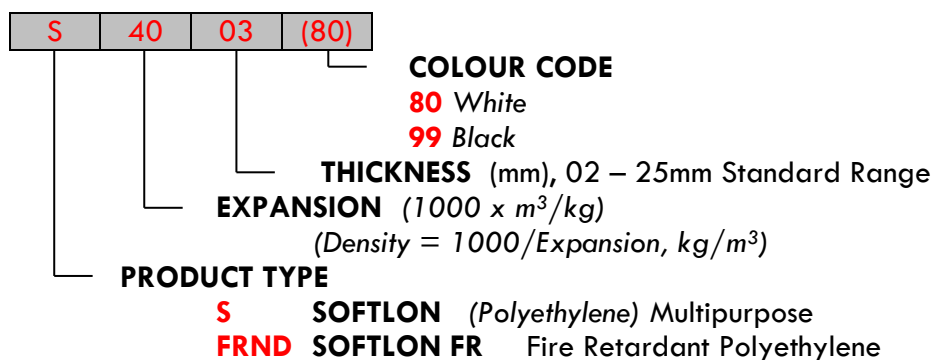 S 40 03 (80)
COLOUR CODE
80 White
99 Black
THICKNESS (mm), 02 – 25mm Standard Range
EXPANSION (1000 x m³/kg)
(Density = 1000/Expansion, kg/m³)
PRODUCT TYPE
S SOFTLON (Polyethylene) Multipurpose
FRND SOFTLON FR Fire Retardant Polyethylene